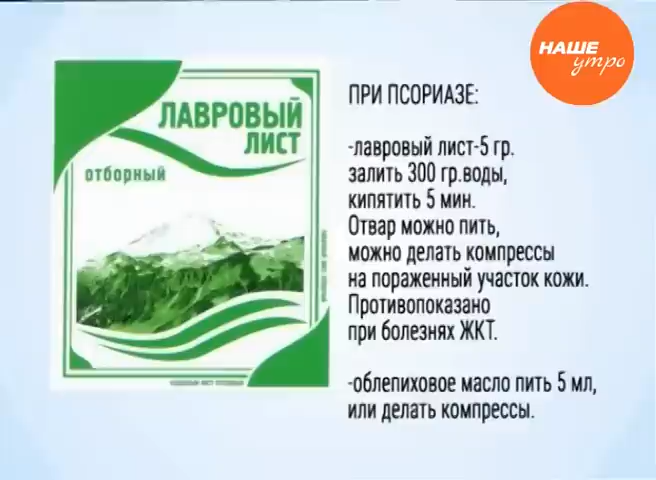 НАШЕ
утро
ЛАВРОВЫЙ
ЛИСТ
отборный
ПРИ ПСОРИАЗЕ:
-лавровый лист-5 гр.
залить 300 гр.воды,
кипятить 5 мин.
Отвар можно пить,
можно делать компрессы
на пораженный участок кожи.
Противопоказано
при болезнях ЖКТ.
-облепиховое масло пить 5 мл,
или делать компрессы.